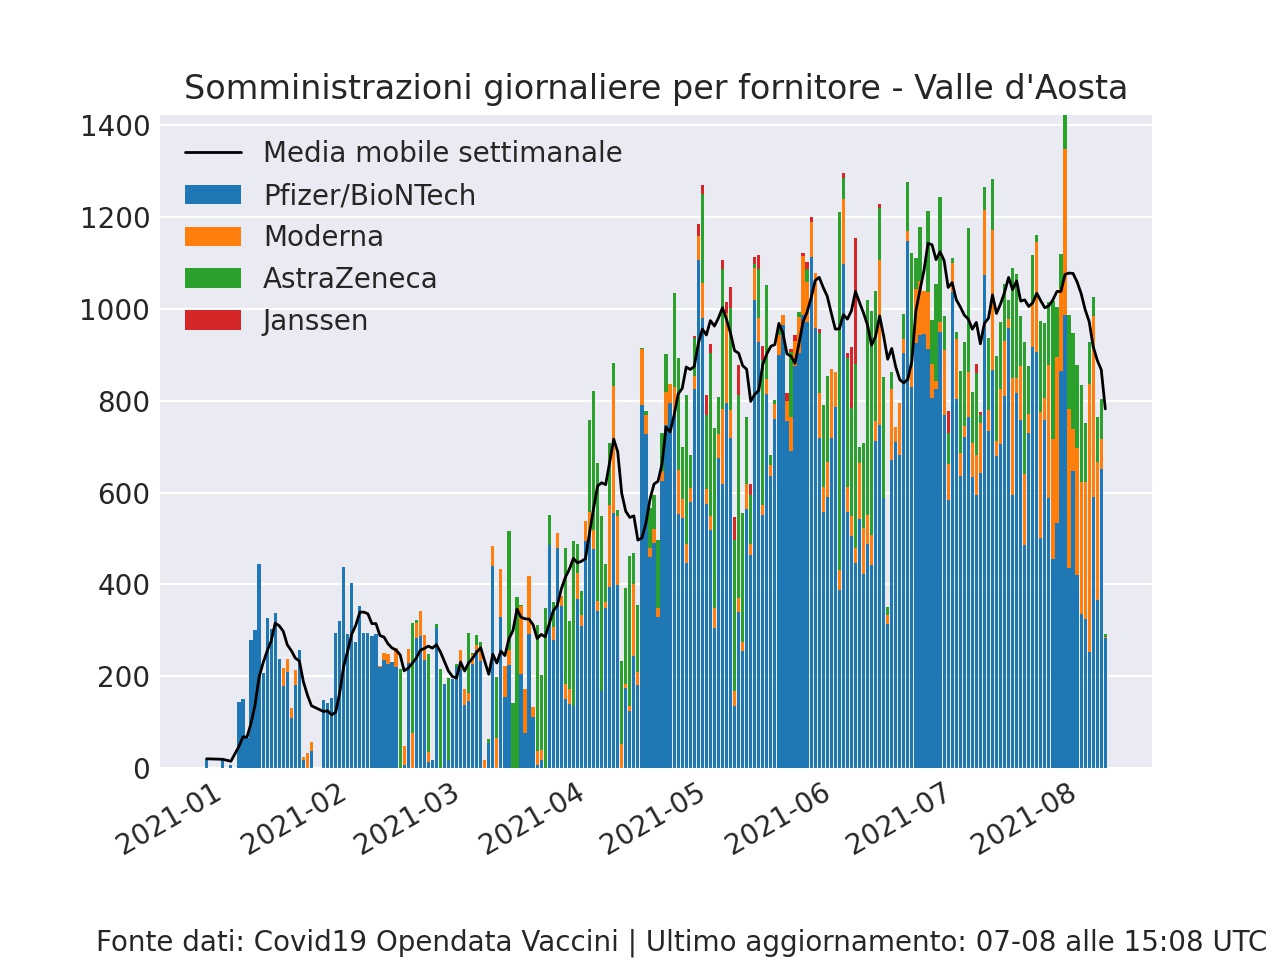 Somministrazioni giornaliere per fornitore - Valle d'Aosta
Media mobile settimanale
Pfizer/BioNTech
Moderna
AstraZeneca
Janssen
1400
1200
1000
800
600
400
200
0
2021-01
2021-02
2021-03
2021-04
2021-05
2021-06
2021-07
2021-08
Fonte dati: Covid19 Opendata Vaccini | Ultimo aggiornamento: 07-08 alle 15:08 UTC